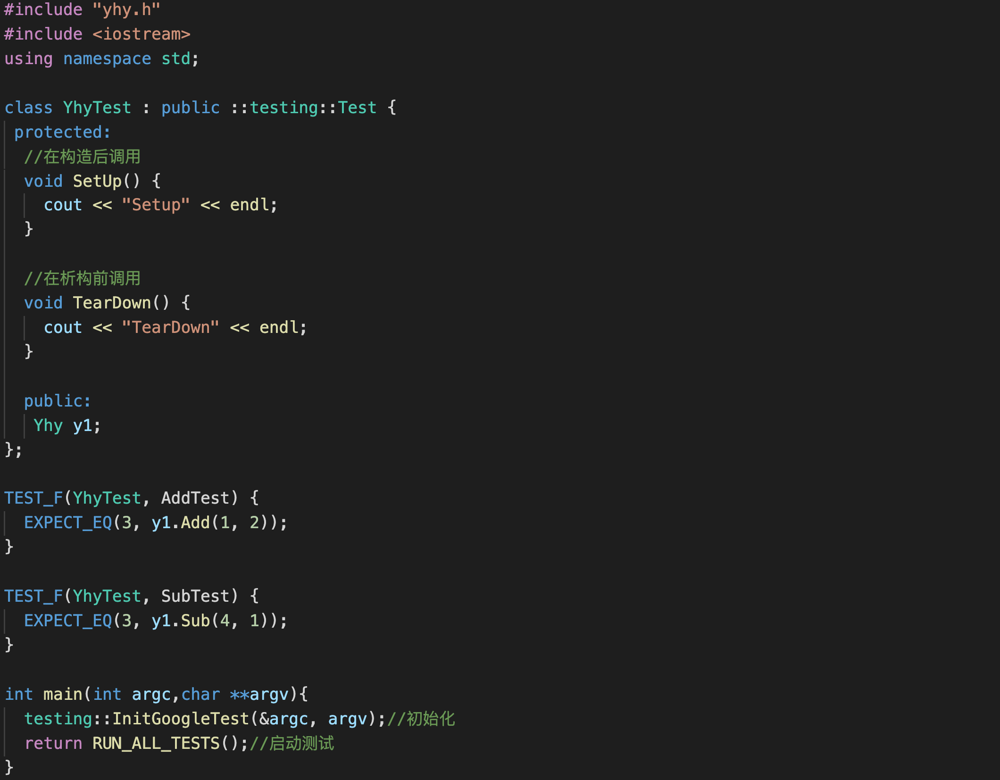 #include "yhy.h"
#include <iostream>
using namespace std;
class YhyTest : public ::testing::Test {
protected:
//在构造后调用
void SetUp() {
cout << "Setup" << endl;
}
//在析构前调用
void TearDown() {
cout << "TearDown" << endl;
}
public:
Yhy y1;
};
TEST_F(YhyTest, AddTest) {
EXPECT_EQ(3, y1.Add(1, 2));
}
TEST_F(YhyTest, SubTest) {
EXPECT_EQ(3, y1.Sub(4, 1));
}
int main(int argc,char **argv){
testing::InitGoogleTest(&argc, argv);//初始化
return RUN_ALL_TESTS();//启动测试
}